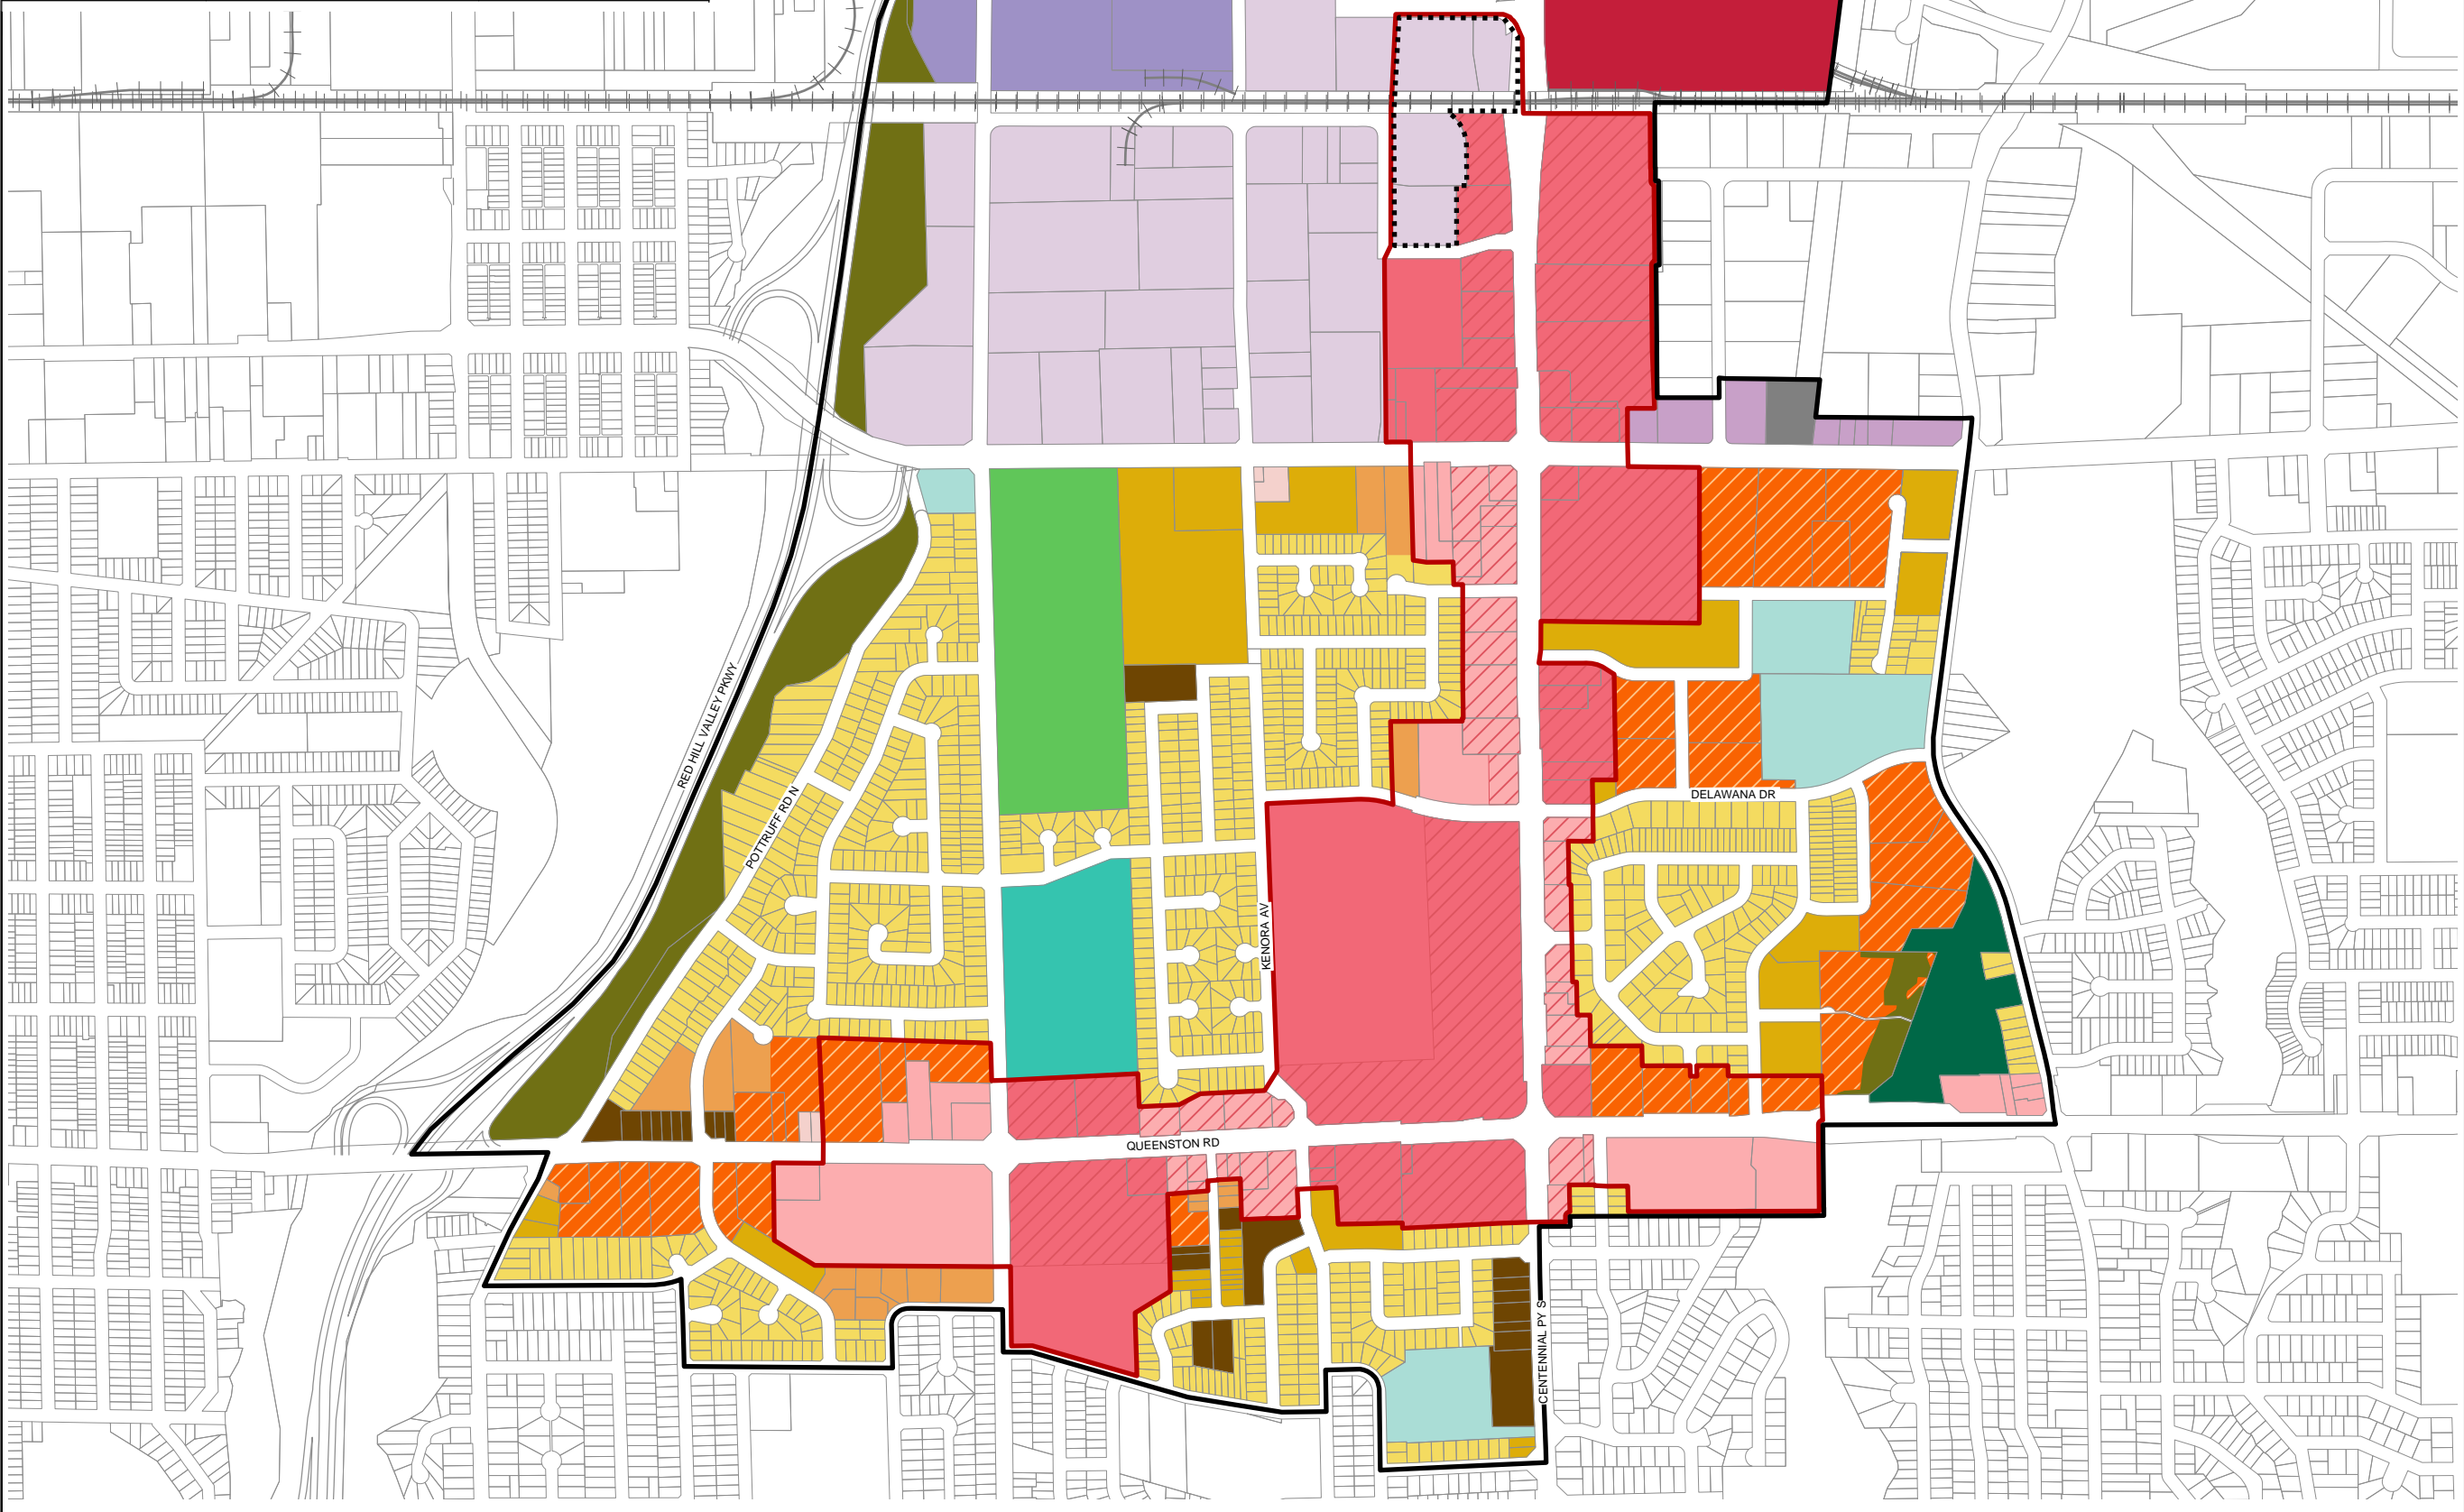 RED HILL VALLEY PKWY
POTTRUFF RD N
DELAWANA DR
KENORA AV
QUEENSTON RD
CENTENNIAL PY S